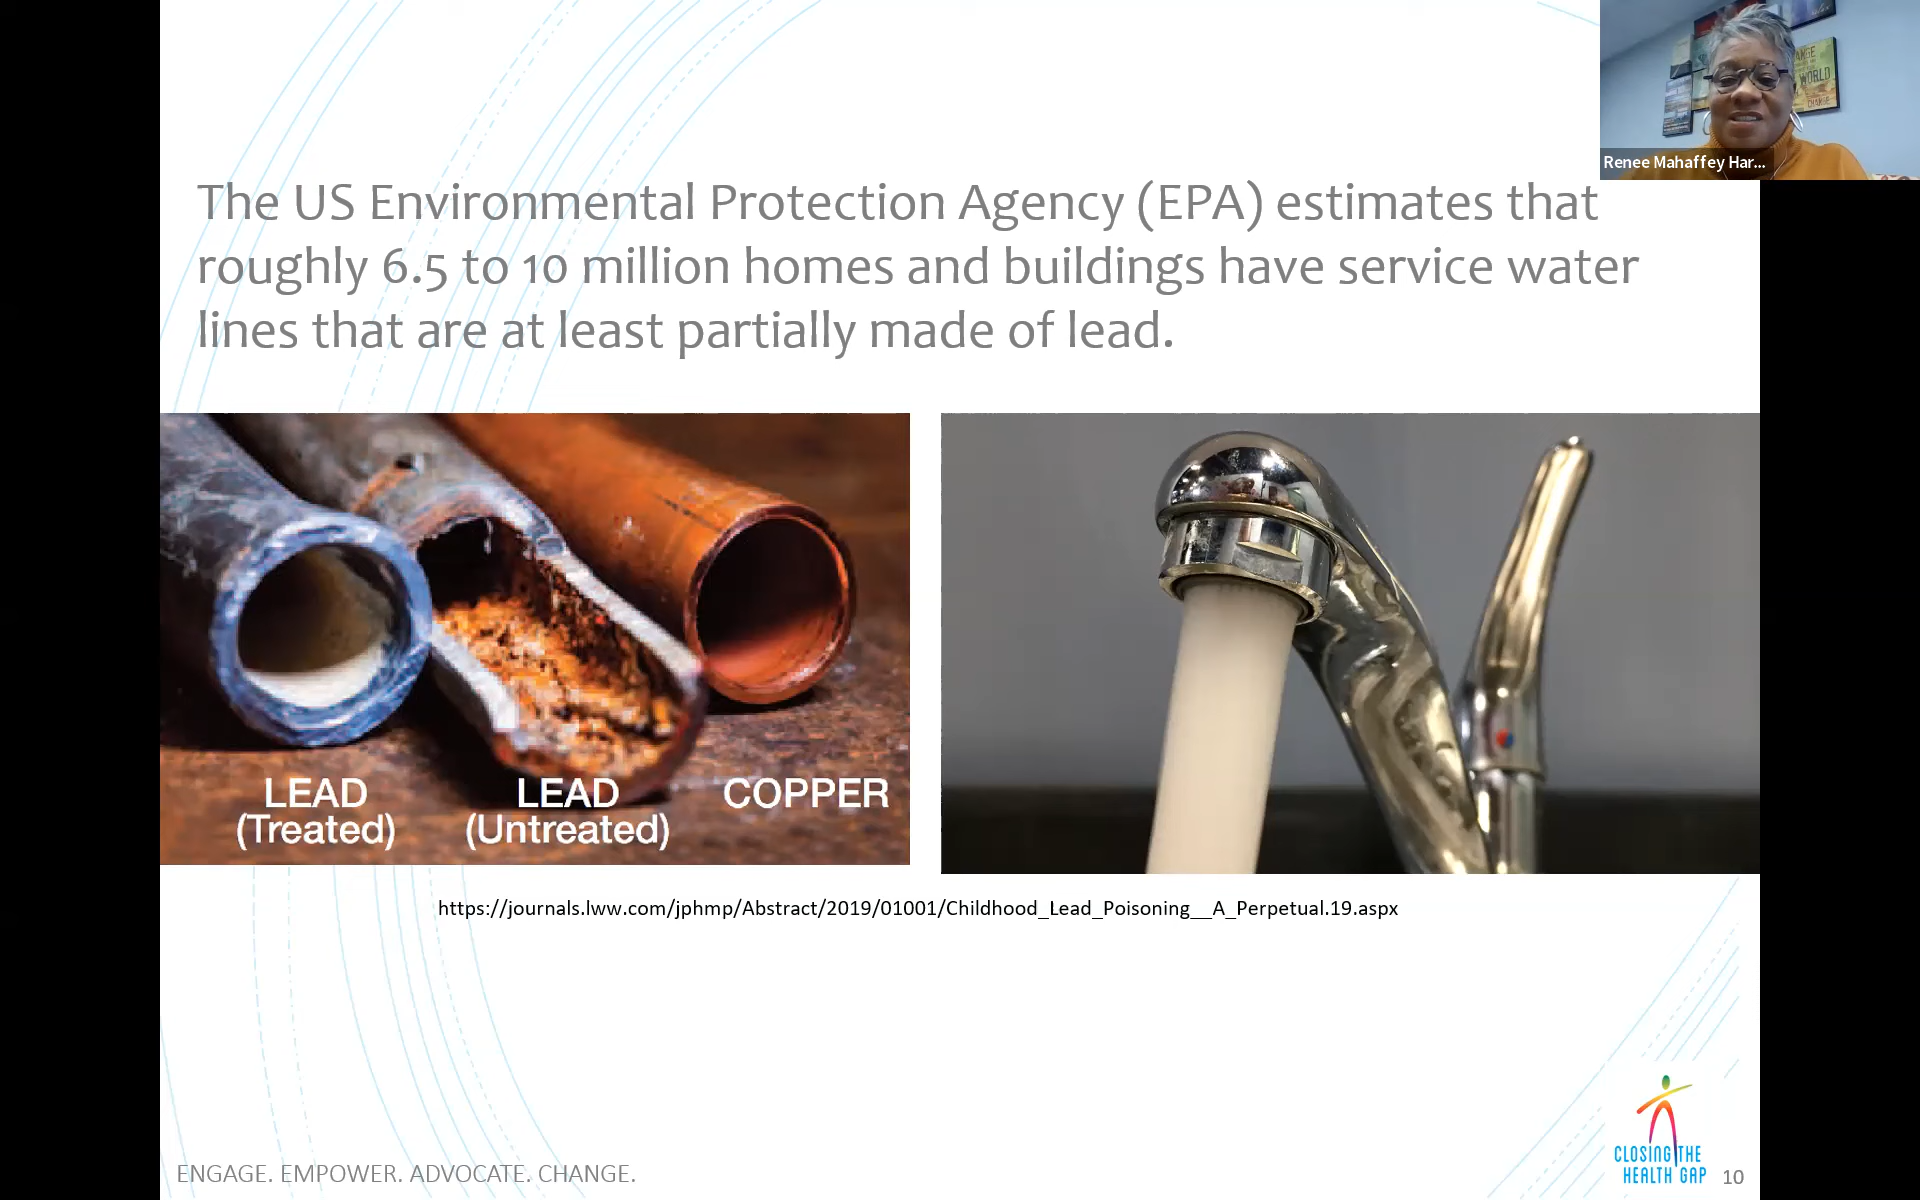 ANGE
WORLD
CHANGE
Renee Mahaffey Har...
The US Environmental Protection Agency (EPA) estimates that
roughly 6.5 to 10 million homes and buildings have service water
lines that are at least partially made of lead.
LEAD
(Treated)
LEAD
(Untreated)
COPPER
https://journals.lww.com/jphmp/Abstract/2019/01001/Childhood_Lead_Poisoning__A_Perpetual.19.aspx
ENGAGE. EMPOWER. ADVOCATE. CHANGE.
CLOSING THE
HEALTH GAP
10